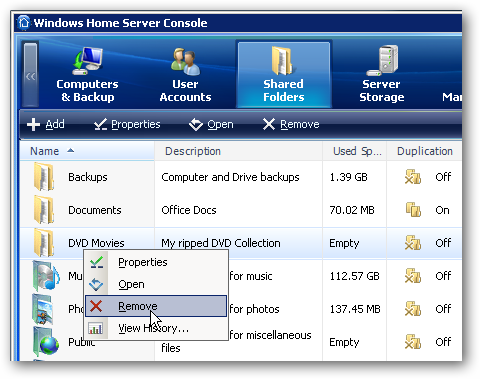 Windows Home Server Console
Computers & Backup
User Accounts
Shared Folders
Server Storage
Add Properties Open Remove
Name Description Used Sp... Duplication
Backups Computer and Drive backups 1.39 GB Off
Documents Office Docs 70.02 MB On
DVD Movies My ripped DVD Collection Empty Off
Properties
Mu for music 112.57 GB Off
Open
Remove
Pho for photos 137.45 MB Off
View History...
Public for miscellaneous files Empty Off